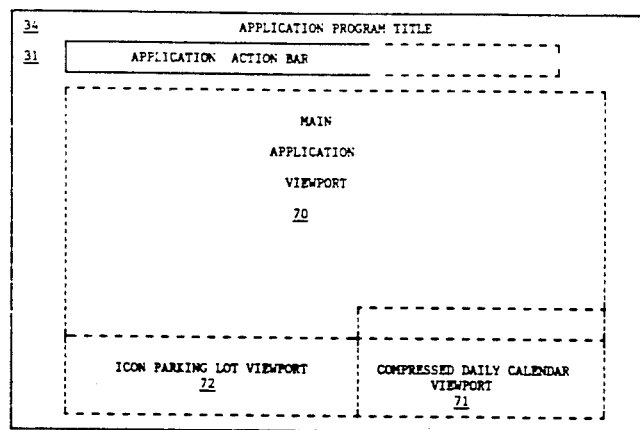 34 APPLICATION PROGRAM TITLE
31 APPLICATION ACTION BAR
MAIN
APPLICATION
VIEWPORT
70
ICON PARKING LOT VIEWPORT
72
COMPRESSED DAILY CALENDAR
VIEWPORT
71